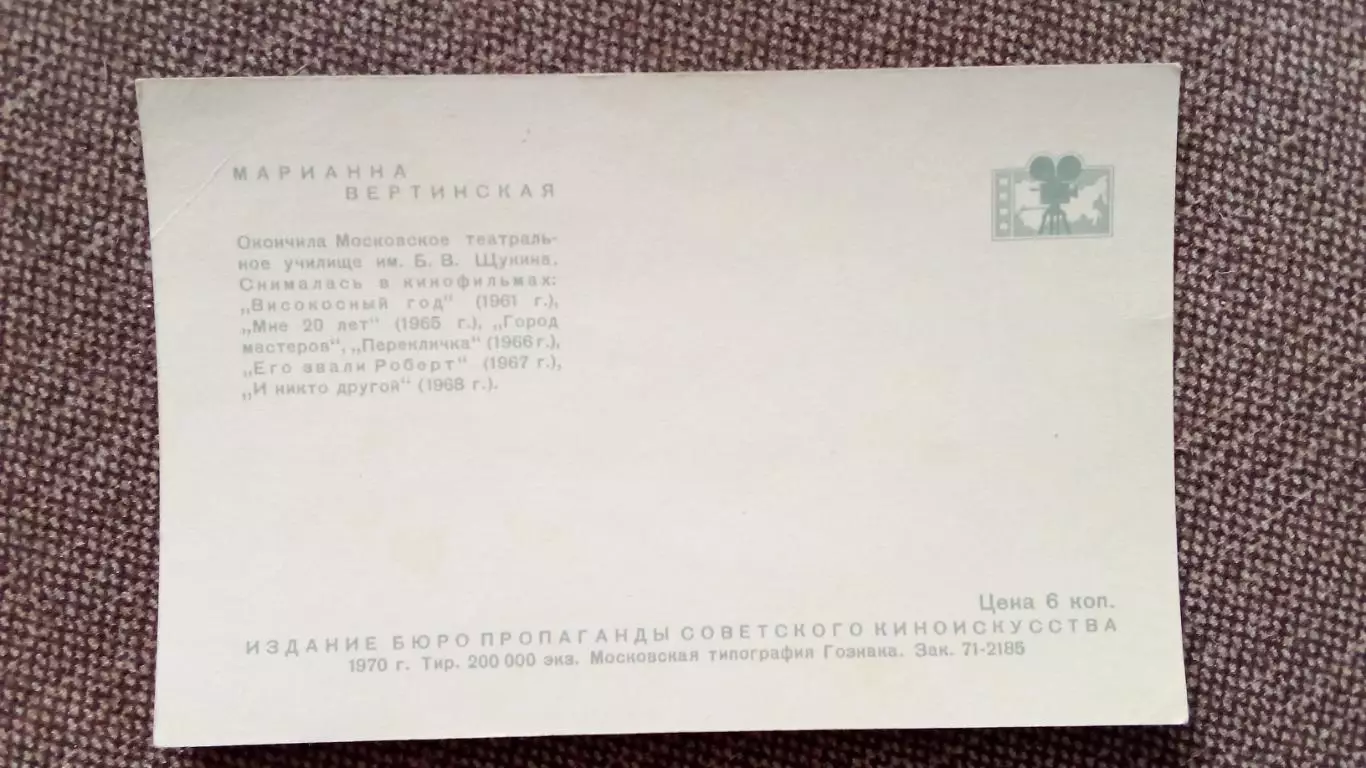 МАРИАННА
ВЕРТИНСКАЯ
Окончила Московское театраль-
ное училище им. Б. В. Щукина.
Снималась в кинофильмах:
„Високосный год“ (1961 г.),
„Мне 20 лет“ (1965 г.), „Город
мастеров“, „Перекличка“ (1966 г.),
„Его звали Роберт“ (1967 г.),
„И никто другой“ (1968 г.).
Цена 6 коп.
ИЗДАНИЕ БЮРО ПРОПАГАНДЫ СОВЕТСКОГО КИНОИСКУССТВА
1970 г. Тир. 200 000 экз. Московская типография Гознака. Зак. 71-2185